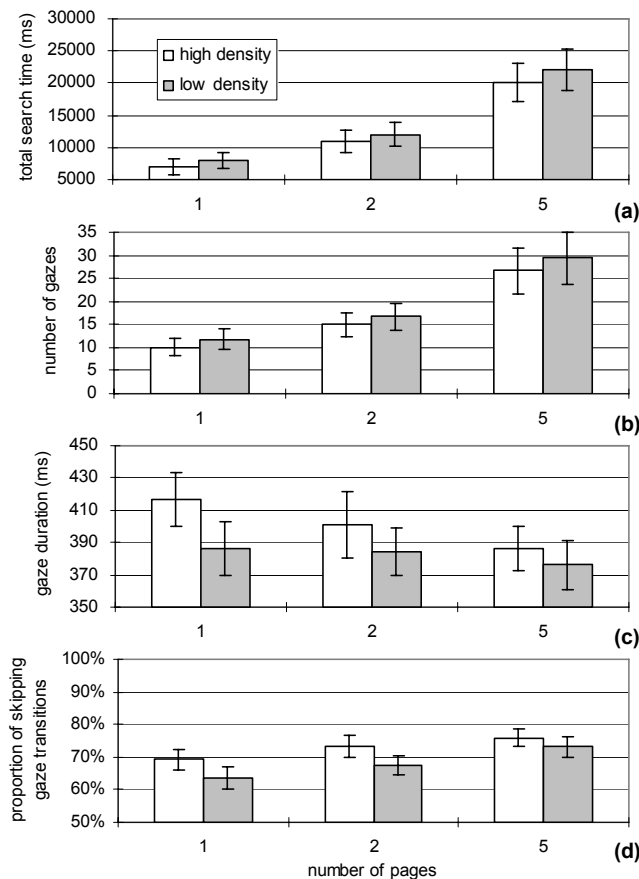 total search time (ms)
30000
25000
20000
15000
10000
5000
high density
low density
1 2 5
(a)
number of gazes
35
30
25
20
15
10
5
0
1 2 5
(b)
gaze duration (ms)
450
430
410
390
370
350
1 2 5
(c)
proportion of skipping
gaze transitions
100%
90%
80%
70%
60%
50%
1 2 5
(d)
number of pages